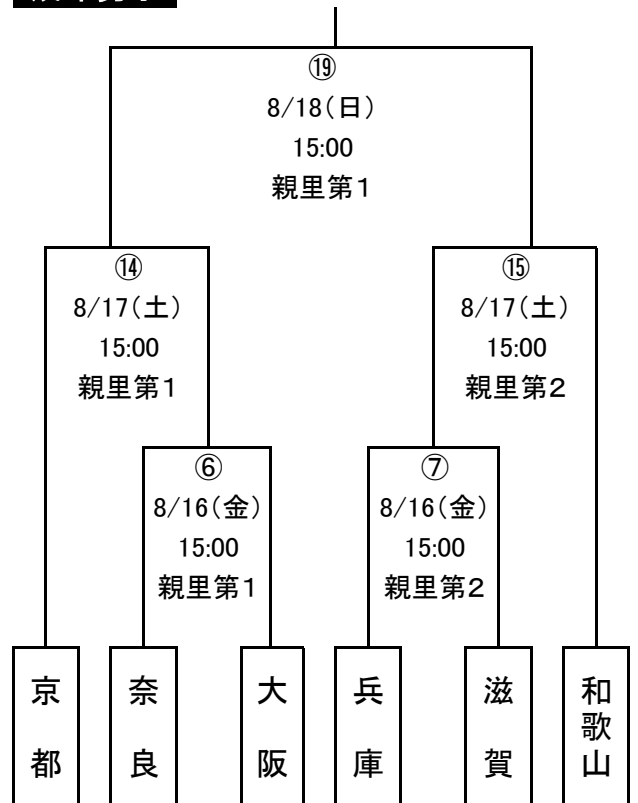 ⑲
8/18(日)
15:00
親里第1
⑭
8/17(土)
15:00
親里第1
⑮
8/17(土)
15:00
親里第2
⑥
8/16(金)
15:00
親里第1
⑦
8/16(金)
15:00
親里第2
京都
奈良
大阪
兵庫
滋賀
和歌山